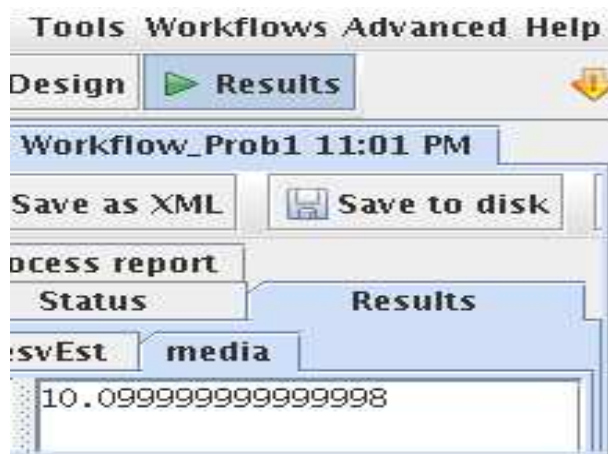 Tools Workflows Advanced Help
Design Results
Workflow_Prob1 11:01 PM
Save as XML Save to disk
ocess report
Status Results
esvEst media
10.099999999999998